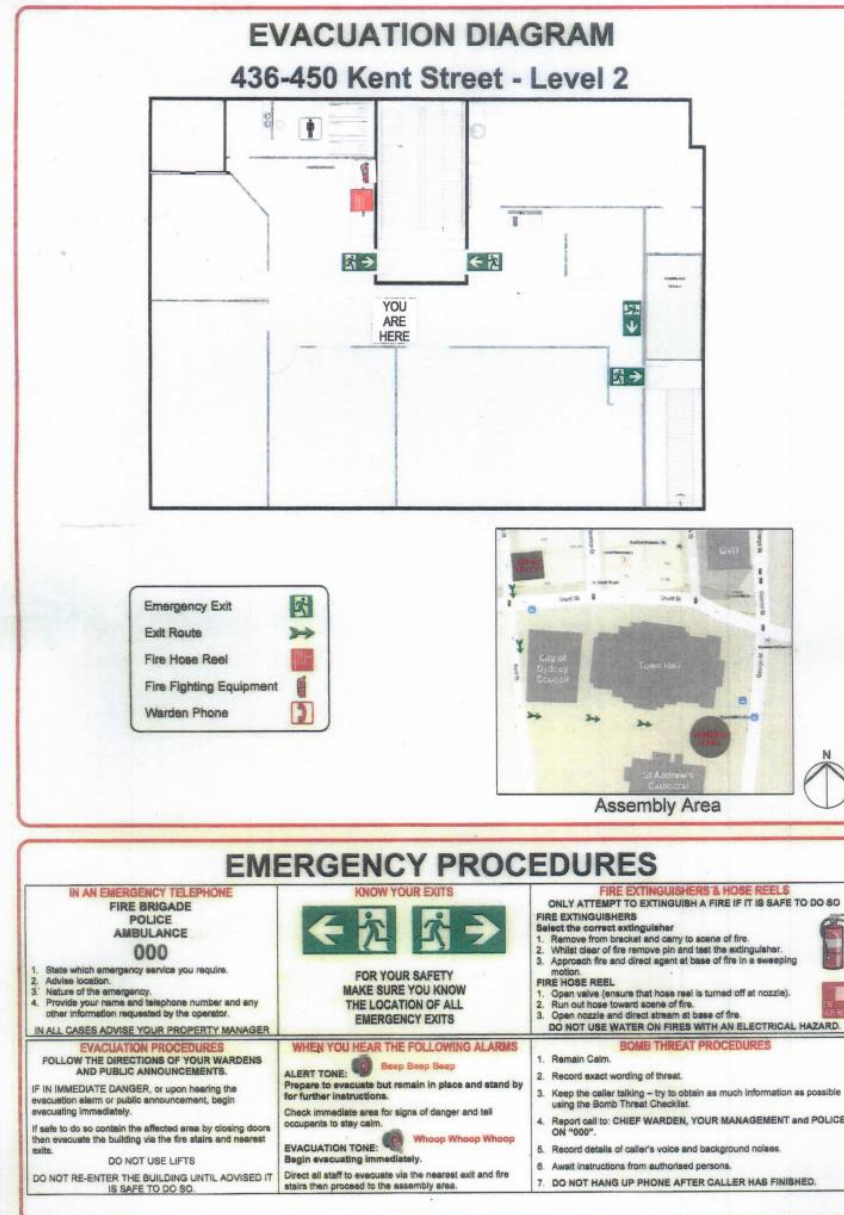 EVACUATION DIAGRAM
436-450 Kent Street - Level 2
YOU
ARE
HERE
Emergency Exit
Exit Route
Fire Hose Reel
Fire Fighting Equipment
Warden Phone
QVB
City of
Sydney
Council
Town Hall
St Andrew's
Cathedral
Assembly Area
N
EMERGENCY PROCEDURES
IN AN EMERGENCY TELEPHONE
FIRE BRIGADE
POLICE
AMBULANCE
000
1. State which emergency service you require.
2. Advise location.
3. Nature of the emergency.
4. Provide your name and telephone number and any
other information requested by the operator.
IN ALL CASES ADVISE YOUR PROPERTY MANAGER
KNOW YOUR EXITS
FOR YOUR SAFETY
MAKE SURE YOU KNOW
THE LOCATION OF ALL
EMERGENCY EXITS
FIRE EXTINGUISHERS & HOSE REELS
ONLY ATTEMPT TO EXTINGUISH A FIRE IF IT IS SAFE TO DO SO
FIRE EXTINGUISHERS
Select the correct extinguisher
1. Remove from bracket and carry to scene of fire.
2. Whilst clear of fire remove pin and test the extinguisher.
3. Approach fire and direct agent at base of fire in a sweeping
motion.
FIRE HOSE REEL
1. Open valve (ensure that hose reel is turned off at nozzle).
2. Run out hose toward scene of fire.
3. Open nozzle and direct stream at base of fire.
DO NOT USE WATER ON FIRES WITH AN ELECTRICAL HAZARD.
EVACUATION PROCEDURES
FOLLOW THE DIRECTIONS OF YOUR WARDENS
AND PUBLIC ANNOUNCEMENTS.
IF IN IMMEDIATE DANGER, or upon hearing the
evacuation alarm or public announcement, begin
evacuating immediately.
If safe to do so contain the affected area by closing doors
then evacuate the building via the fire stairs and nearest
exits.
DO NOT USE LIFTS
DO NOT RE-ENTER THE BUILDING UNTIL ADVISED IT
IS SAFE TO DO SO.
WHEN YOU HEAR THE FOLLOWING ALARMS
ALERT TONE: Beep Beep Beep
Prepare to evacuate but remain in place and stand by
for further instructions.
Check immediate area for signs of danger and tell
occupants to stay calm.
EVACUATION TONE: Whoop Whoop Whoop
Begin evacuating immediately.
Direct all staff to evacuate via the nearest exit and fire
stairs then proceed to the assembly area.
BOMB THREAT PROCEDURES
1. Remain Calm.
2. Record exact wording of threat.
3. Keep the caller talking – try to obtain as much information as possible
using the Bomb Threat Checklist.
4. Report call to: CHIEF WARDEN, YOUR MANAGEMENT and POLICE
ON "000".
5. Record details of caller's voice and background noises.
6. Await instructions from authorised persons.
7. DO NOT HANG UP PHONE AFTER CALLER HAS FINISHED.